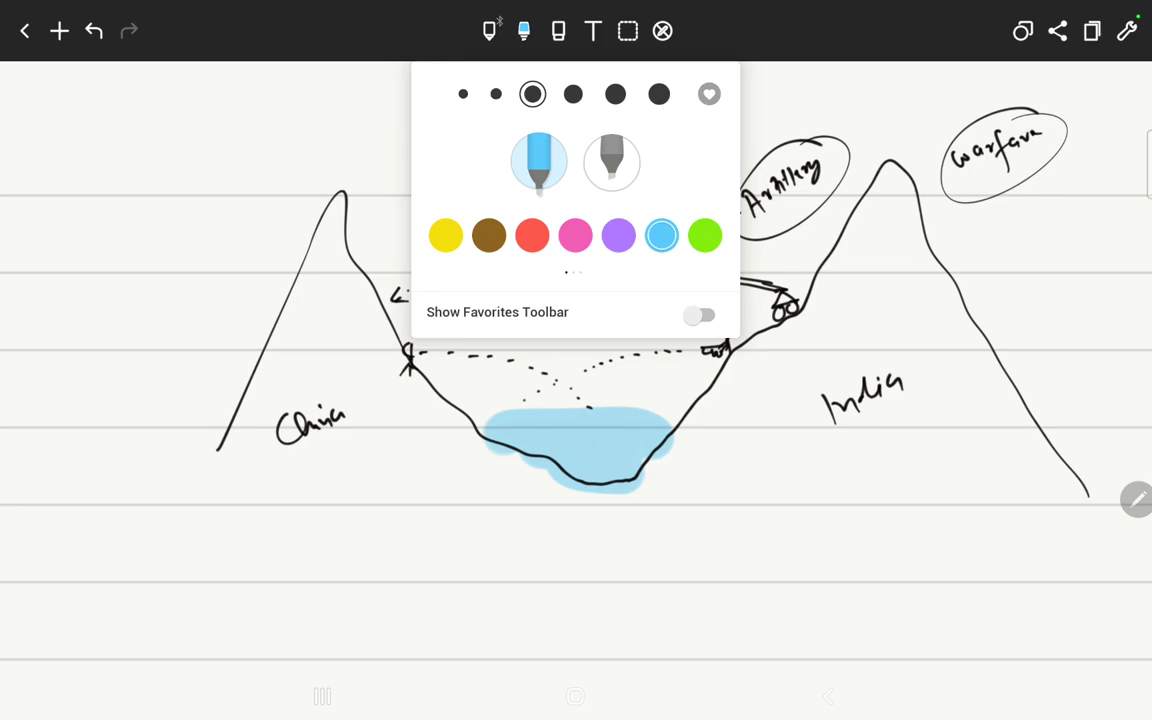 T
Artillery
warfare
Show Favorites Toolbar
China
India